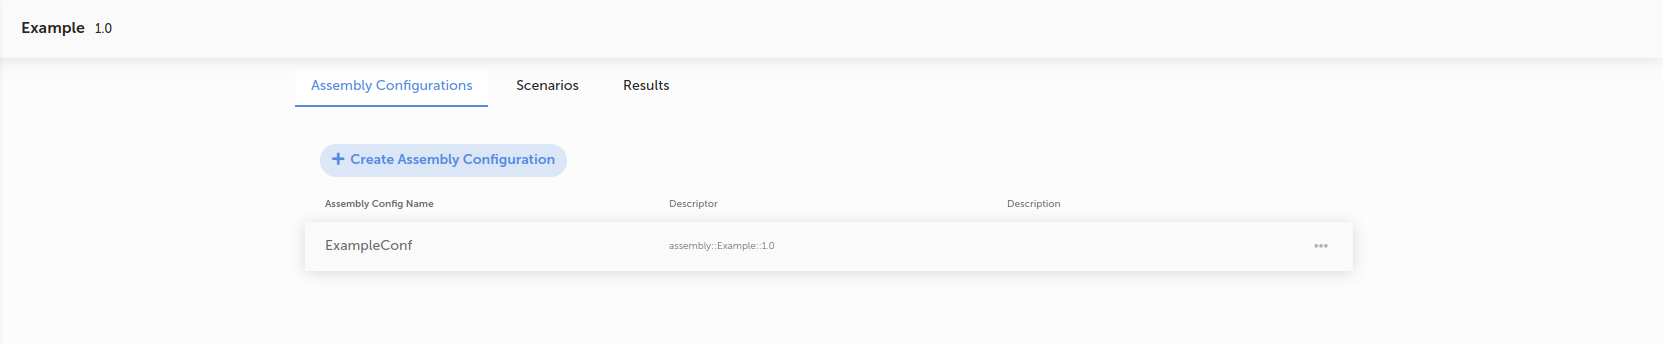 Example 1.0
Assembly Configurations Scenarios Results
+ Create Assembly Configuration
Assembly Config Name Descriptor Description
ExampleConf assembly::Example::1.0 •••